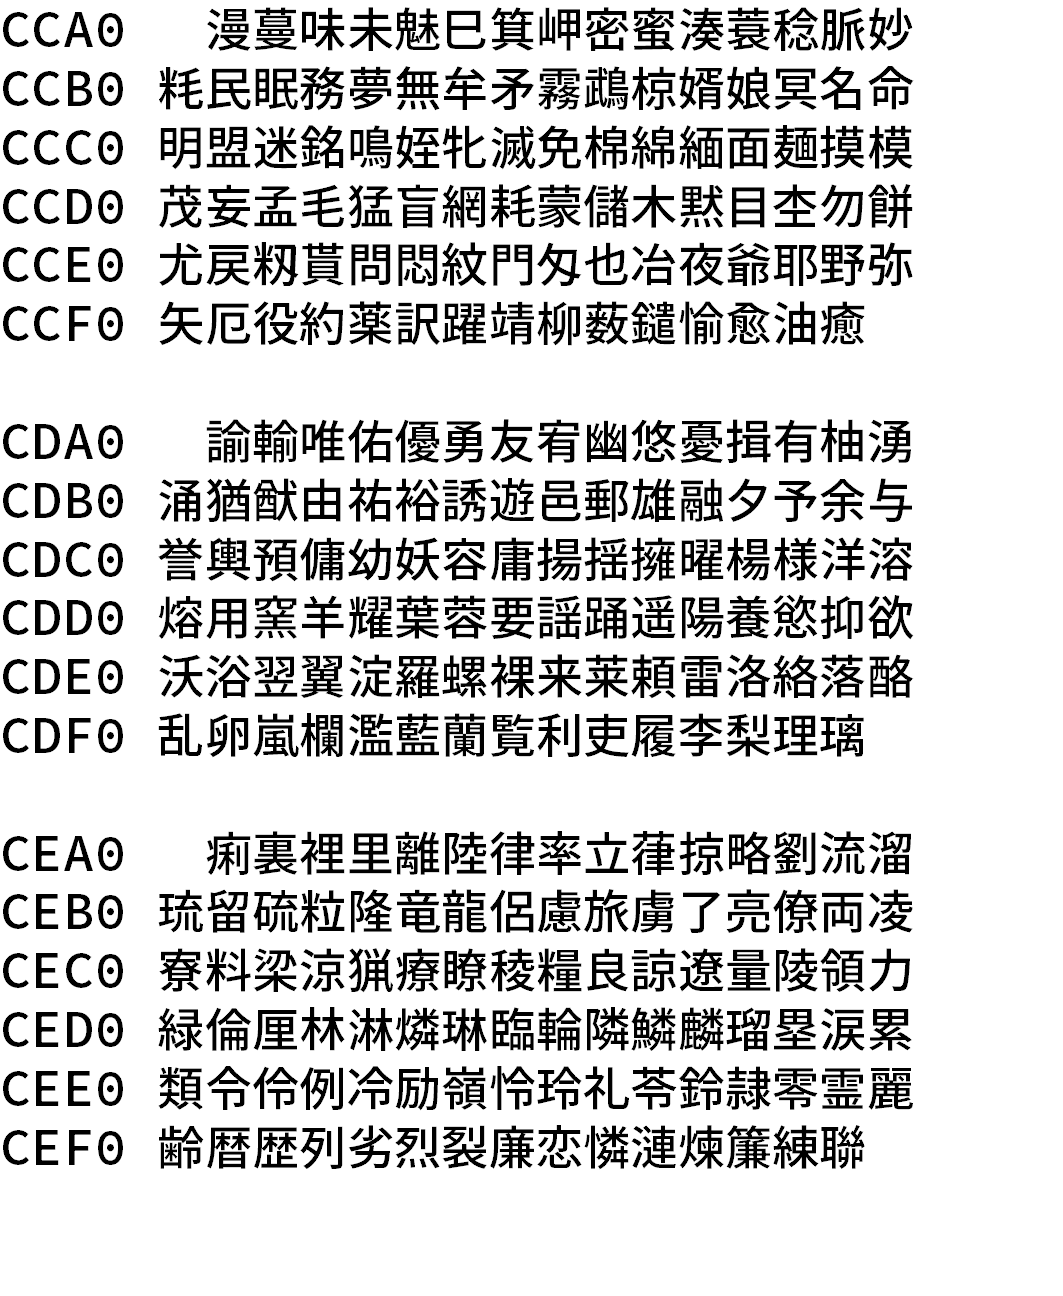 CCA0 漫蔓味未魅巳箕岬密蜜湊蓑稔脈妙
CCB0 粍民眠務夢無牟矛霧鵡椋婿娘冥名命
CCC0 明盟迷銘鳴姪牝滅免棉綿緬面麺摸模
CCD0 茂妄孟毛猛盲網耗蒙儲木黙目杢勿餅
CCE0 尤戻籾貰問悶紋門匁也冶夜爺耶野弥
CCF0 矢厄役約薬訳躍靖柳薮鑓愉愈油癒
CDA0 諭輸唯佑優勇友宥幽悠憂揖有柚湧
CDB0 涌猶猷由祐裕誘遊邑郵雄融夕予余与
CDC0 誉輿預傭幼妖容庸揚揺擁曜楊様洋溶
CDD0 熔用窯羊耀葉蓉要謡踊遥陽養慾抑欲
CDE0 沃浴翌翼淀羅螺裸来莱頼雷洛絡落酪
CDF0 乱卵嵐欄濫藍蘭覧利吏履李梨理璃
CEA0 痢裏裡里離陸律率立葎掠略劉流溜
CEB0 琉留硫粒隆竜龍侶慮旅虜了亮僚両凌
CEC0 寮料梁涼猟療瞭稜糧良諒遼量陵領力
CED0 緑倫厘林淋燐琳臨輪隣鱗麟瑠塁涙累
CEE0 類令伶例冷励嶺怜玲礼苓鈴隷零霊麗
CEF0 齢暦歴列劣烈裂廉恋憐漣煉簾練聯